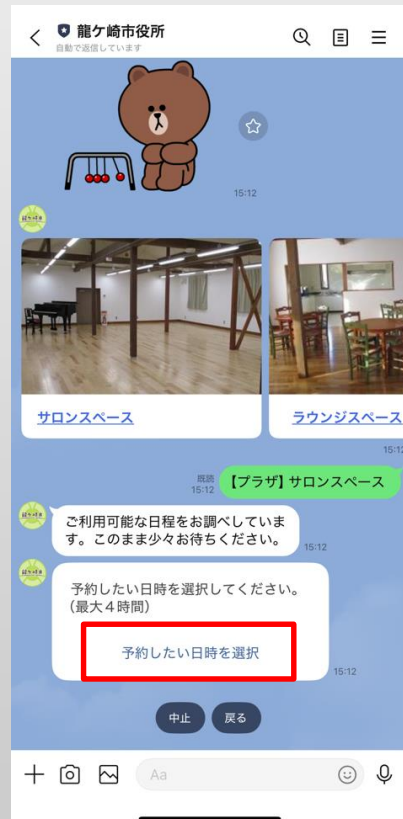 龍ケ崎市役所
自動で返信しています
15:12
サロンスペース
ラウンジスペース
15:12
既読
15:12
【プラザ】サロンスペース
ご利用可能な日程をお調べしていま
す。このまま少々お待ちください。
15:12
予約したい日時を選択してください。
(最大4時間)
予約したい日時を選択
15:12
中止
戻る
Aa